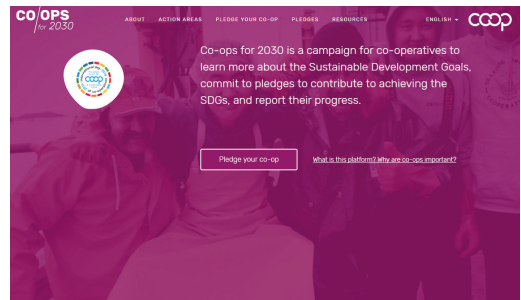 CO/OPS
for 2030
ABOUT ACTION AREAS PLEDGE YOUR CO-OP PLEDGES RESOURCES
ENGLISH
coop
Co-ops for 2030 is a campaign for co-operatives to
learn more about the Sustainable Development Goals,
commit to pledges to contribute to achieving the
SDGs, and report their progress.
coop
Pledge your co-op
What is this platform? Why are co-ops important?